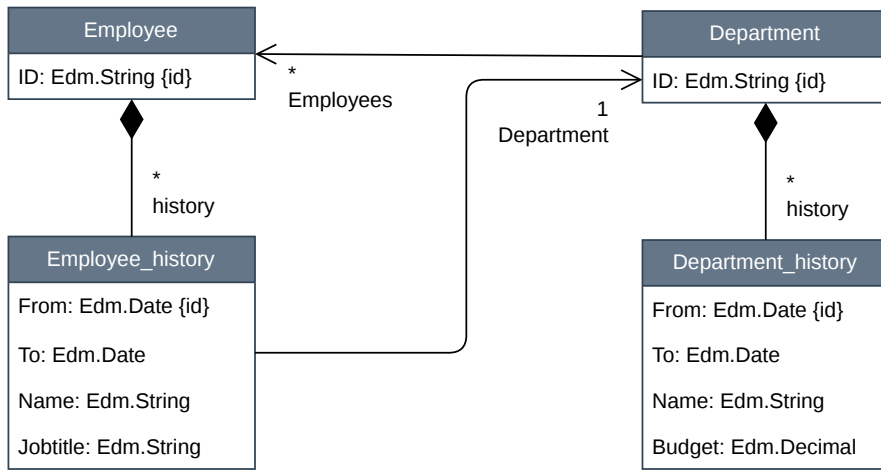 Employee
ID: Edm.String {id}
*
Employees
Department
ID: Edm.String {id}
1
Department
*
history
*
history
Employee_history
From: Edm.Date {id}
To: Edm.Date
Name: Edm.String
Jobtitle: Edm.String
Department_history
From: Edm.Date {id}
To: Edm.Date
Name: Edm.String
Budget: Edm.Decimal